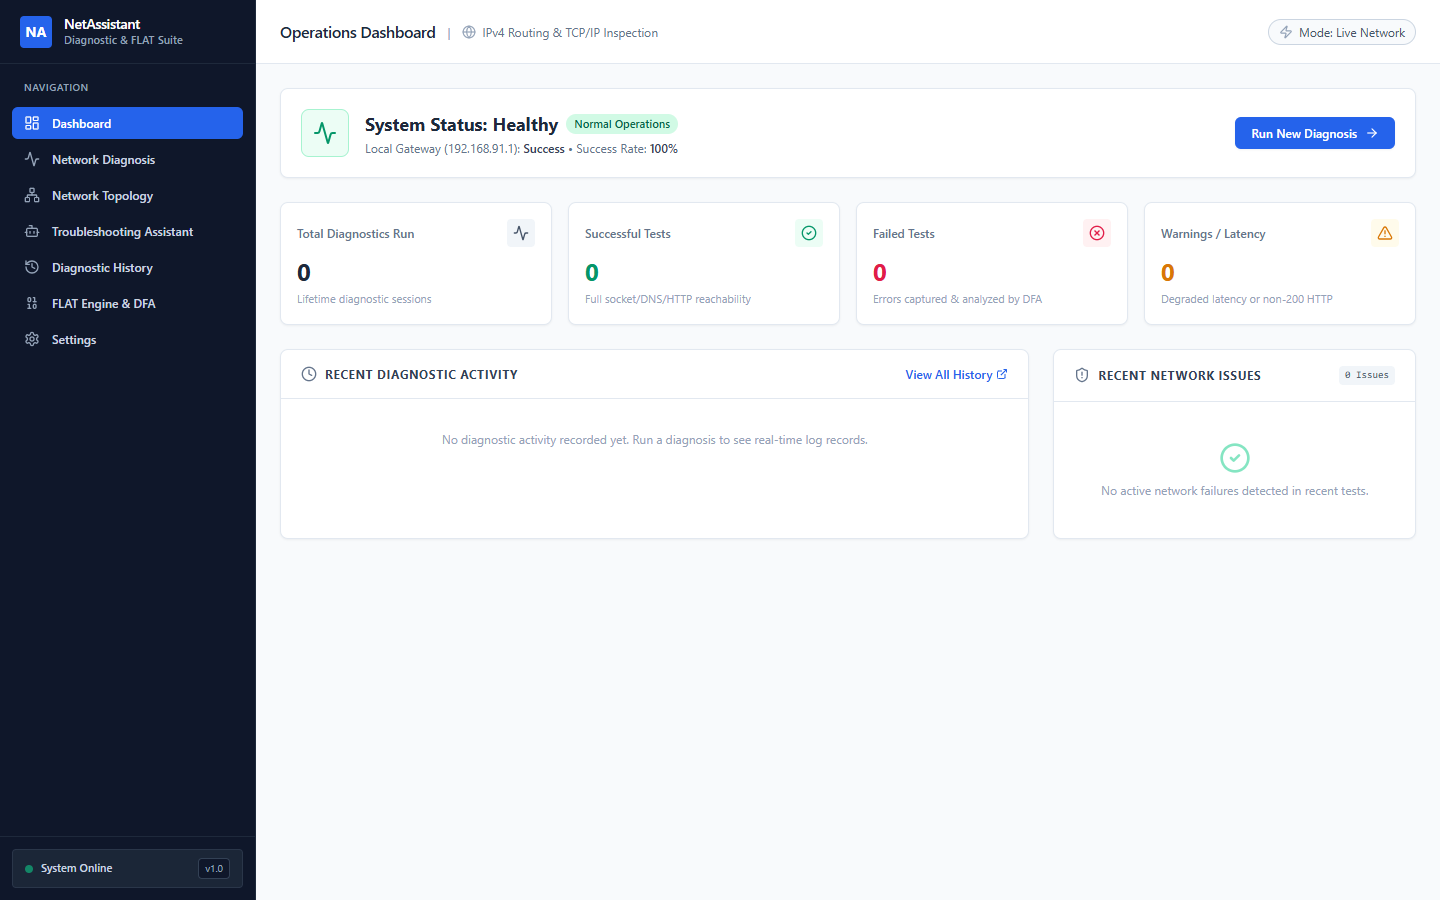 NA
NetAssistant
Diagnostic & FLAT Suite
NAVIGATION
Dashboard
Network Diagnosis
Network Topology
Troubleshooting Assistant
Diagnostic History
FLAT Engine & DFA
Settings
System Online
v1.0
Operations Dashboard | IPv4 Routing & TCP/IP Inspection
Mode: Live Network
System Status: Healthy
Normal Operations
Local Gateway (192.168.91.1): Success • Success Rate: 100%
Run New Diagnosis
Total Diagnostics Run
0
Lifetime diagnostic sessions
Successful Tests
0
Full socket/DNS/HTTP reachability
Failed Tests
0
Errors captured & analyzed by DFA
Warnings / Latency
0
Degraded latency or non-200 HTTP
RECENT DIAGNOSTIC ACTIVITY
View All History
No diagnostic activity recorded yet. Run a diagnosis to see real-time log records.
RECENT NETWORK ISSUES
0 Issues
No active network failures detected in recent tests.